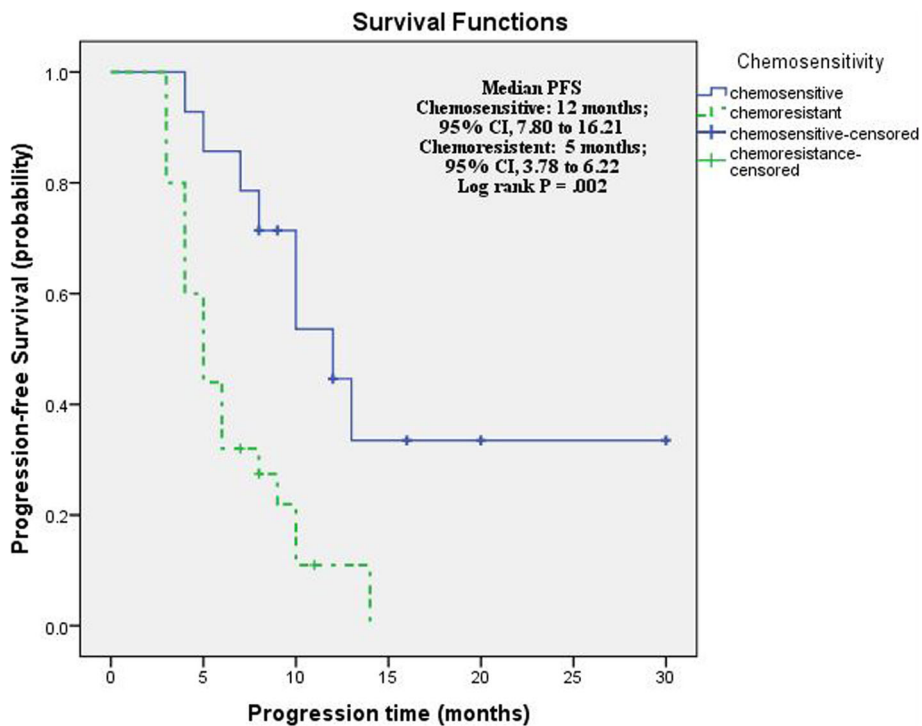 Survival Functions
Median PFS
Chemosensitive: 12 months;
95% CI, 7.80 to 16.21
Chemoresistent: 5 months;
95% CI, 3.78 to 6.22
Log rank P = .002
Chemosensitivity
chemosensitive
chemoresistant
chemosensitive-censored
chemoresistance-
censored
Progression-free Survival (probability)
1.0
0.8
0.6
0.4
0.2
0.0
0 5 10 15 20 25 30
Progression time (months)